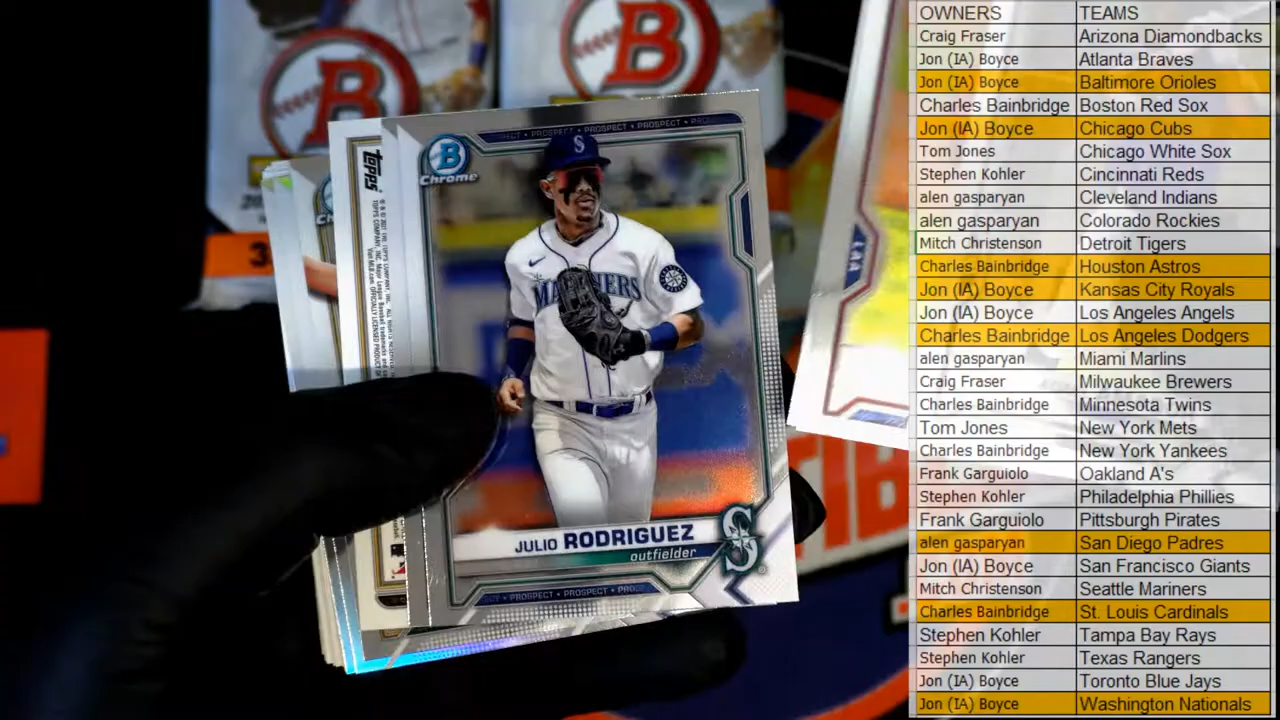 B
B
B
Chrome
PROSPECT • PROSPECT • PROSPECT
S
MARINERS
JULIO RODRIGUEZ
outfielder
S
PROSPECT • PROSPECT
TOPPS
OWNERS TEAMS
Craig Fraser Arizona Diamondbacks
Jon (IA) Boyce Atlanta Braves
Jon (IA) Boyce Baltimore Orioles
Charles Bainbridge Boston Red Sox
Jon (IA) Boyce Chicago Cubs
Tom Jones Chicago White Sox
Stephen Kohler Cincinnati Reds
alen gasparyan Cleveland Indians
alen gasparyan Colorado Rockies
Mitch Christenson Detroit Tigers
Charles Bainbridge Houston Astros
Jon (IA) Boyce Kansas City Royals
Jon (IA) Boyce Los Angeles Angels
Charles Bainbridge Los Angeles Dodgers
alen gasparyan Miami Marlins
Craig Fraser Milwaukee Brewers
Charles Bainbridge Minnesota Twins
Tom Jones New York Mets
Charles Bainbridge New York Yankees
Frank Garguiolo Oakland A's
Stephen Kohler Philadelphia Phillies
Frank Garguiolo Pittsburgh Pirates
alen gasparyan San Diego Padres
Jon (IA) Boyce San Francisco Giants
Mitch Christenson Seattle Mariners
Charles Bainbridge St. Louis Cardinals
Stephen Kohler Tampa Bay Rays
Stephen Kohler Texas Rangers
Jon (IA) Boyce Toronto Blue Jays
Jon (IA) Boyce Washington Nationals